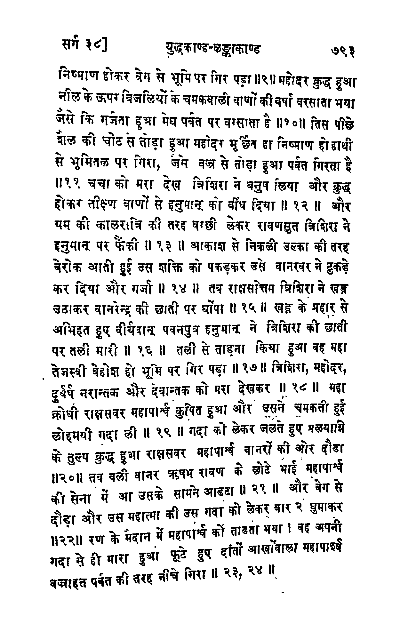 सर्ग ३८] युद्धकाण्ड-लङ्काकाण्ड ७९३
निष्प्राण होकर वेग से भूमि पर गिर पड़ा॥९॥ महोदर क्रुद्ध हुआ
नील के ऊपर बिजलियों के चमकवाली बाणों की वर्षा बरसाता भया
जैसे कि गर्जता हुआ मेघ पर्वत पर वरसाता है ॥१०॥ तिस पीछे
शैल की चोट से तोड़ा हुआ महोदर मूर्छित हा निष्प्राण हो हाथी
से भूमितल पर गिरा, जैसे वज्र से तोड़ा हुआ पर्वत गिरता है
॥११ चचा को मरा देख त्रिशिरा ने धनुष लिया और क्रुद्ध
होकर तीक्ष्ण बाणों से हनुमान् को बींध दिया ॥ १२ ॥ और
यम की कालरात्रि की तरह बरछी लेकर रावणसुत त्रिशिरा ने
हनुमान् पर फैंकी ॥ १३ ॥ आकाश से निकली उल्का की तरह
बेरोक आती हुई उस शक्ति को पकड़कर उस वानरवर ने टुकड़े
कर दिया और गर्जा ॥ १४ ॥ तब राक्षसोत्तम त्रिशिरा ने खङ्ग
उठाकर वानरेन्द्र की छाती पर घोंपा ॥ १५ ॥ खङ्ग के प्रहार से
अभिहत हुए वीर्यवान् पवनपुत्र हनुमान् ने त्रिशिरा की छाती
पर तली मारी ॥ १६ ॥ तली से ताड़ना किया हुआ वह महा
तेजस्वी बेहोश हो भूमि पर गिर पड़ा ॥ १७॥ त्रिशिरा, महोदर,
दुर्धर्ष नरान्तक और देवान्तक को मरा देखकर ॥ १८ ॥ महा
क्रोधी राक्षसवर महापार्श्व कुपित हुआ और उसने चमकती हुई
लोहमयी गदा ली ॥ १९ ॥ गदा को लेकर जलते हुए प्रलयाग्नि
के तुल्य क्रुद्ध हुआ राक्षसवर महापार्श्व वानरों की ओर दौड़ा
॥२०॥ तब बली वानर ऋषभ रावण के छोटे भाई महापार्श्व
की सेना में आ उसके सामने आडटा ॥ २१ ॥ और वेग से
दौड़ा और उस महात्मा की उस गदा को लेकर बार २ घुमाकर
॥२२॥ रण के मैदान में महापार्श्व को ताडता भया । वह अपनी
गदा से ही मारा हुआ फूटे हुए दांतों आखोंवाला महापार्श्व
वज्राहत पर्वत की तरह नीचे गिरा ॥ २३, २४ ॥